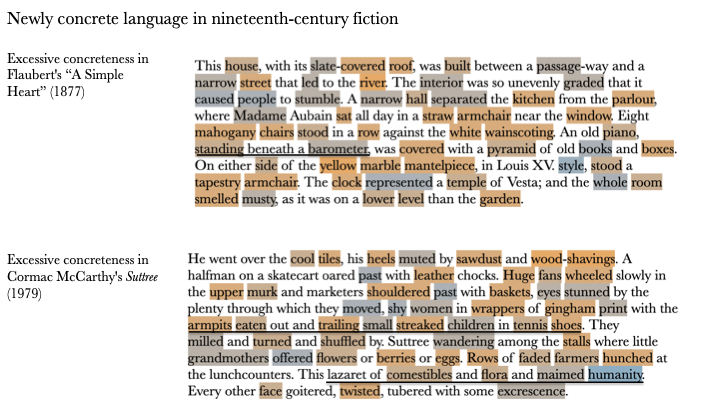 Newly concrete language in nineteenth-century fiction
Excessive concreteness in
Flaubert's "A Simple
Heart" (1877)
This house, with its slate-covered roof, was built between a passage-way and a
narrow street that led to the river. The interior was so unevenly graded that it
caused people to stumble. A narrow hall separated the kitchen from the parlour,
where Madame Aubain sat all day in a straw armchair near the window. Eight
mahogany chairs stood in a row against the white wainscoting. An old piano,
standing beneath a barometer, was covered with a pyramid of old books and boxes.
On either side of the yellow marble mantelpiece, in Louis XV. style, stood a
tapestry armchair. The clock represented a temple of Vesta; and the whole room
smelled musty, as it was on a lower level than the garden.
Excessive concreteness in
Cormac McCarthy's Suttree
(1979)
He went over the cool tiles, his heels muted by sawdust and wood-shavings. A
halfman on a skatecart oared past with leather chocks. Huge fans wheeled slowly in
the upper murk and marketers shouldered past with baskets, eyes stunned by the
plenty through which they moved, shy women in wrappers of gingham print with the
armpits eaten out and trailing small streaked children in tennis shoes. They
milled and turned and shuffled by. Suttree wandering among the stalls where little
grandmothers offered flowers or berries or eggs. Rows of faded farmers hunched at
the lunchcounters. This lazaret of comestibles and flora and maimed humanity.
Every other face goitered, twisted, tubered with some excrescence.